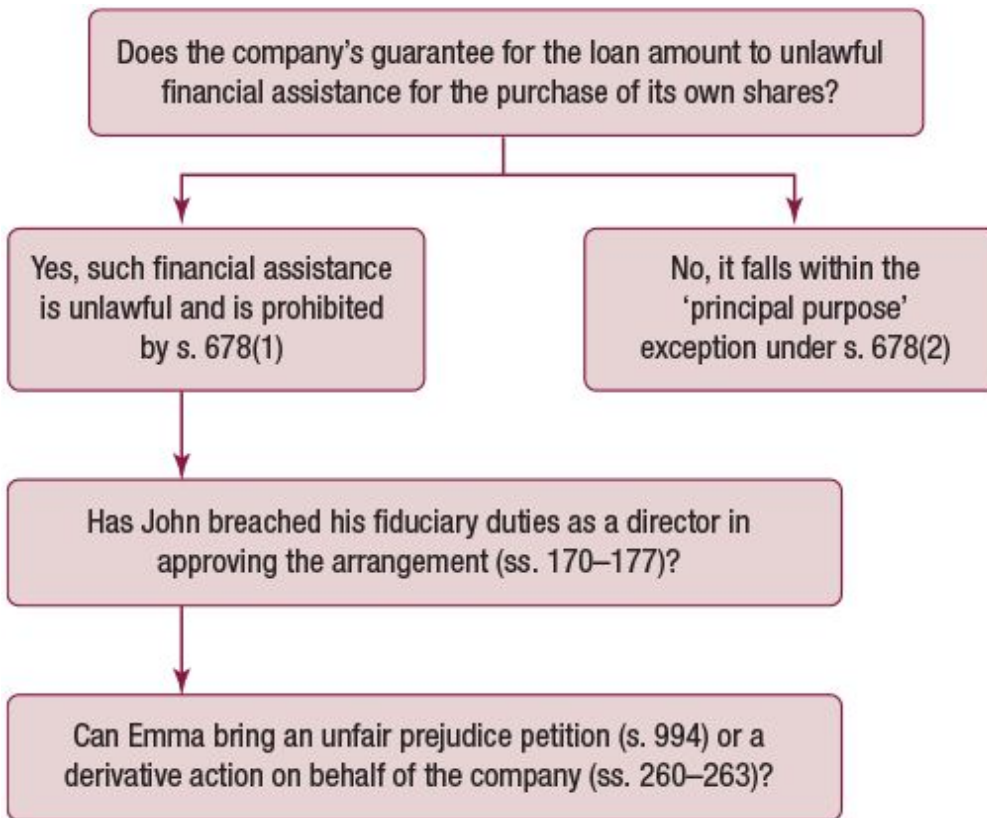 Does the company’s guarantee for the loan amount to unlawful
financial assistance for the purchase of its own shares?
Yes, such financial assistance
is unlawful and is prohibited
by s. 678(1)
No, it falls within the
‘principal purpose’
exception under s. 678(2)
Has John breached his fiduciary duties as a director in
approving the arrangement (ss. 170–177)?
Can Emma bring an unfair prejudice petition (s. 994) or a
derivative action on behalf of the company (ss. 260–263)?